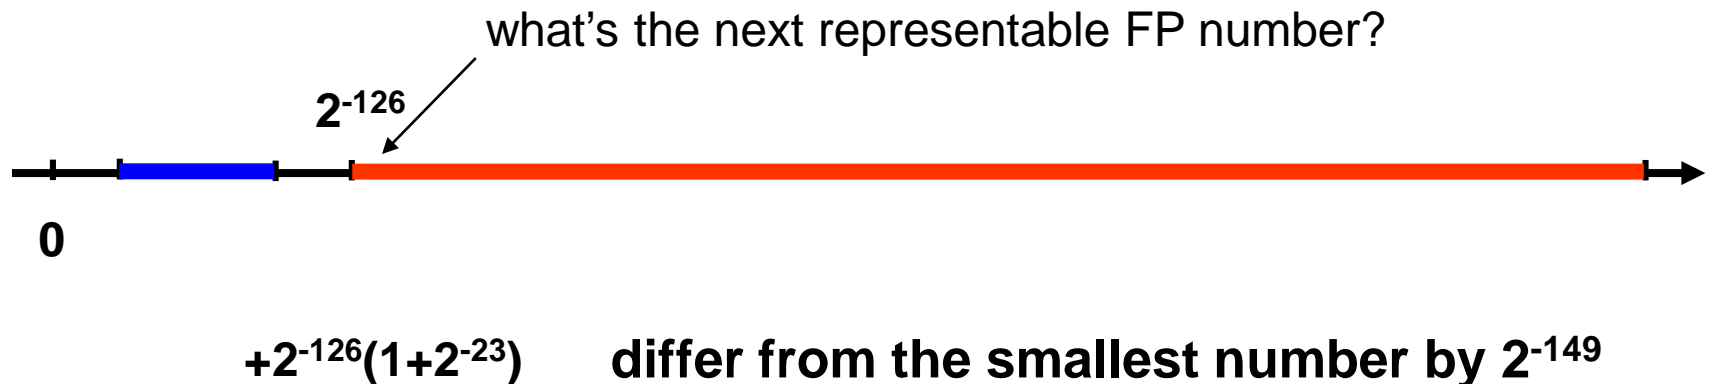 what’s the next representable FP number?
2⁻¹²⁶
0
+2⁻¹²⁶(1+2⁻²³) differ from the smallest number by 2⁻¹⁴⁹